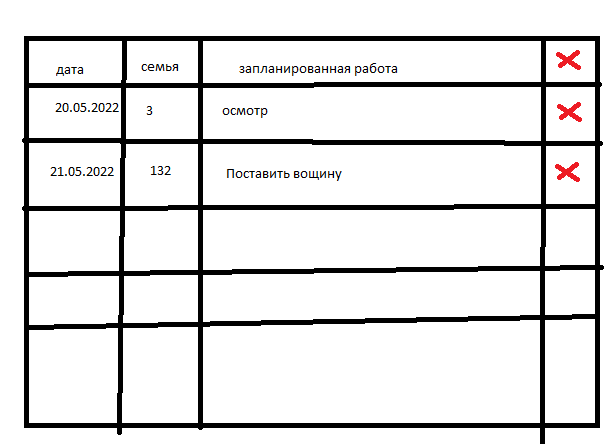 дата семья запланированная работа
20.05.2022 3 осмотр
21.05.2022 132 Поставить вощину